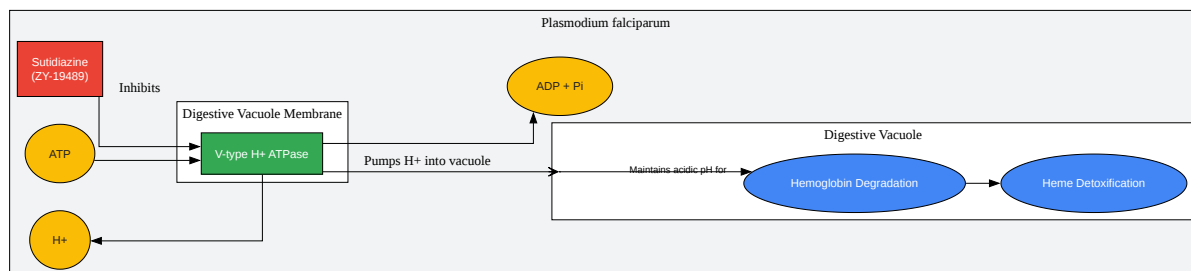 Plasmodium falciparum
Sutidiazine
(ZY-19489)
Inhibits
ADP + Pi
Digestive Vacuole Membrane
Digestive Vacuole
ATP
V-type H+ ATPase
Pumps H+ into vacuole
Maintains acidic pH for
Hemoglobin Degradation
Heme Detoxification
H+